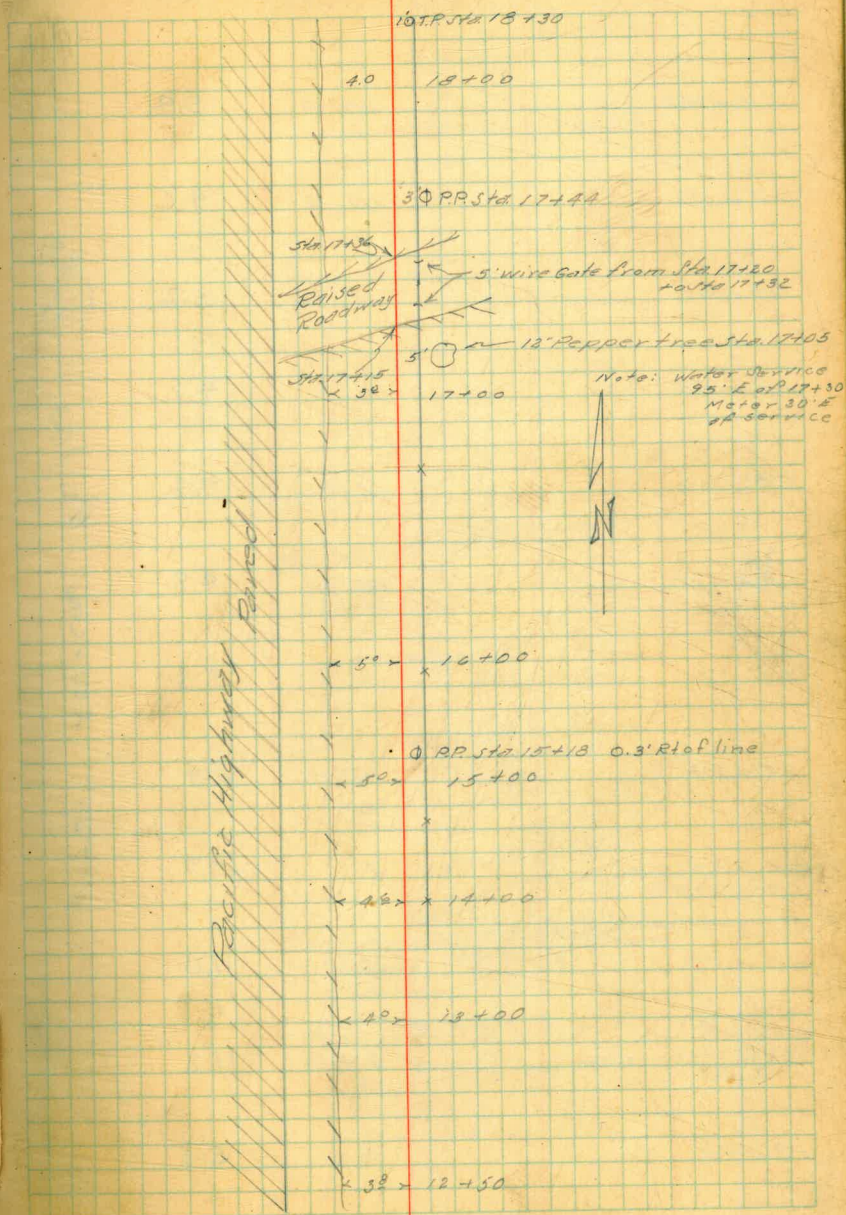 10 T.P. Sta. 18+30
4.0 18+00
3' P.P. Sta. 17+44
Sta. 17+36
5' wire Gate from Sta. 17+20
to Sta 17+32
Raised
Roadway
5' 12" Pepper tree Sta. 17+05
Sta. 17+15
Note: Water Service
95' E of 17+30
Meter 30' E
of service
17+00
N
Pacific Highway Paved
5⁰ 16+00
P.P. Sta. 15+18 0.3' Rt of line
5⁰ 15+00
14+00
4⁰ 13+00
12+50